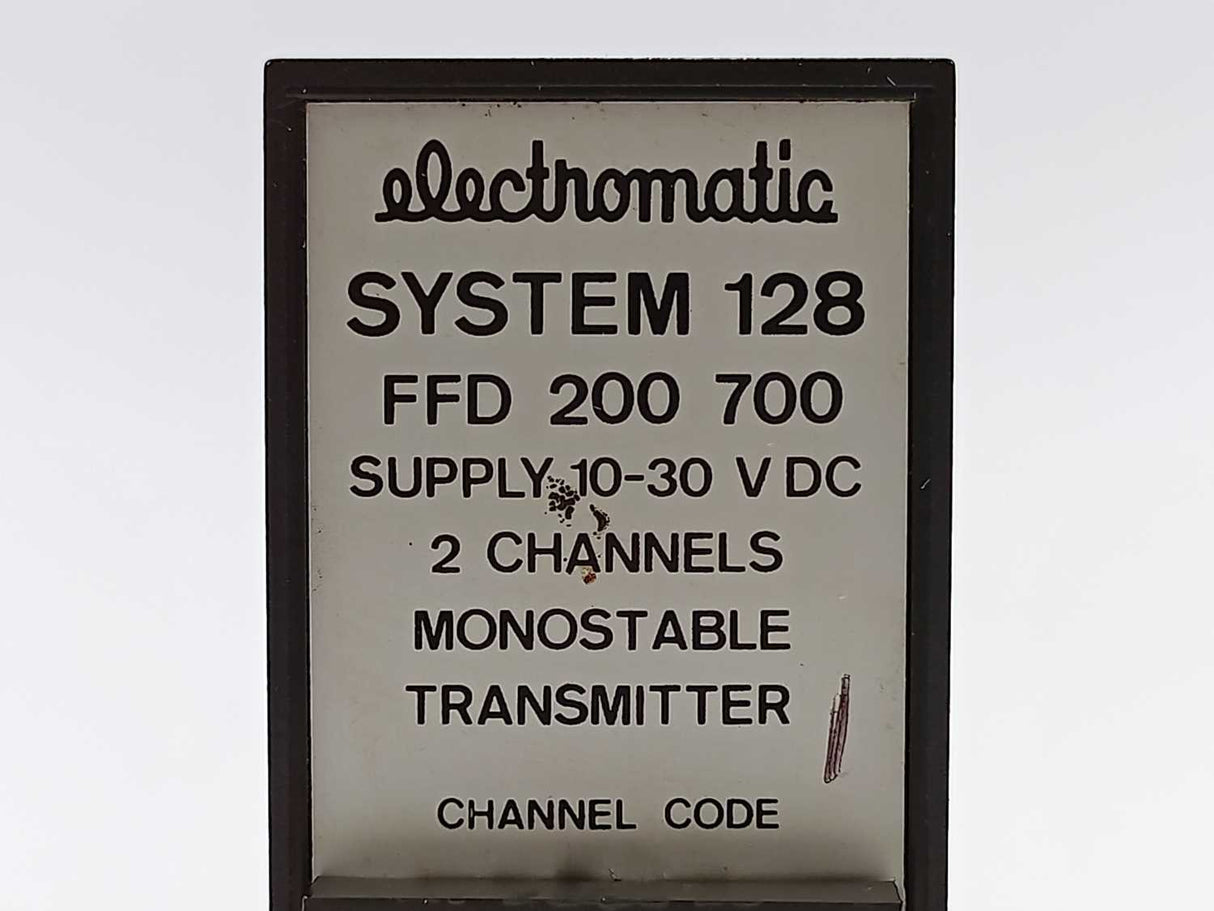 electromatic
SYSTEM 128
FFD 200 700
SUPPLY 10-30 V DC
2 CHANNELS
MONOSTABLE
TRANSMITTER
CHANNEL CODE